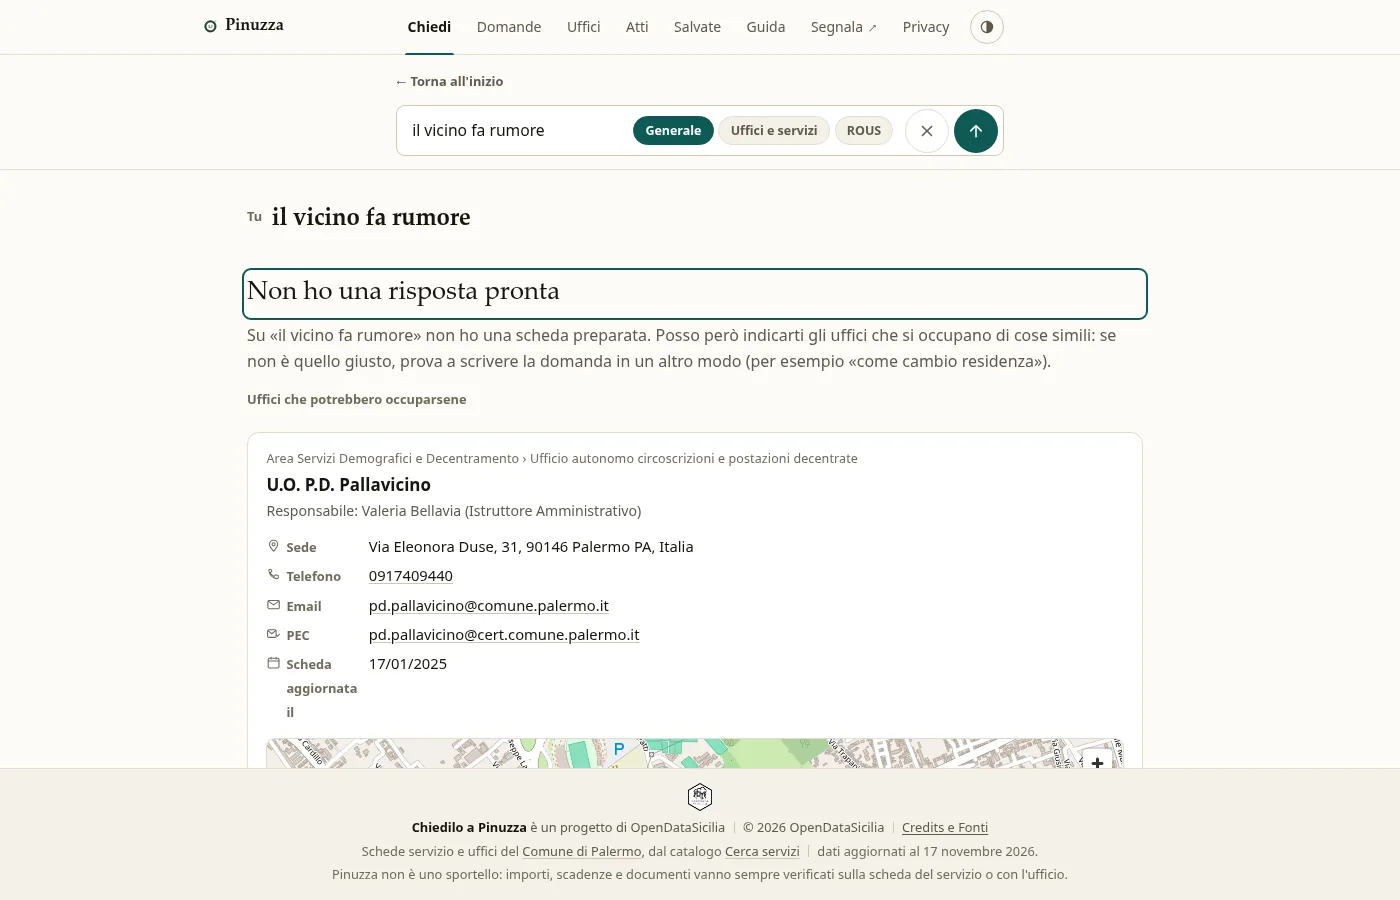 Pinuzza
Chiedi Domande Uffici Atti Salvate Guida Segnala ↗ Privacy
← Torna all'inizio
il vicino fa rumore Generale Uffici e servizi ROUS
Tu il vicino fa rumore
Non ho una risposta pronta
Su «il vicino fa rumore» non ho una scheda preparata. Posso però indicarti gli uffici che si occupano di cose simili: se
non è quello giusto, prova a scrivere la domanda in un altro modo (per esempio «come cambio residenza»).
Uffici che potrebbero occuparsene
Area Servizi Demografici e Decentramento › Ufficio autonomo circoscrizioni e postazioni decentrate
U.O. P.D. Pallavicino
Responsabile: Valeria Bellavia (Istruttore Amministrativo)
Sede Via Eleonora Duse, 31, 90146 Palermo PA, Italia
Telefono 0917409440
Email pd.pallavicino@comune.palermo.it
PEC pd.pallavicino@cert.comune.palermo.it
Scheda 17/01/2025
aggiornata
il
P
+
Chiedilo a Pinuzza è un progetto di OpenDataSicilia © 2026 OpenDataSicilia Credits e Fonti
Schede servizio e uffici del Comune di Palermo, dal catalogo Cerca servizi dati aggiornati al 17 novembre 2026.
Pinuzza non è uno sportello: importi, scadenze e documenti vanno sempre verificati sulla scheda del servizio o con l'ufficio.